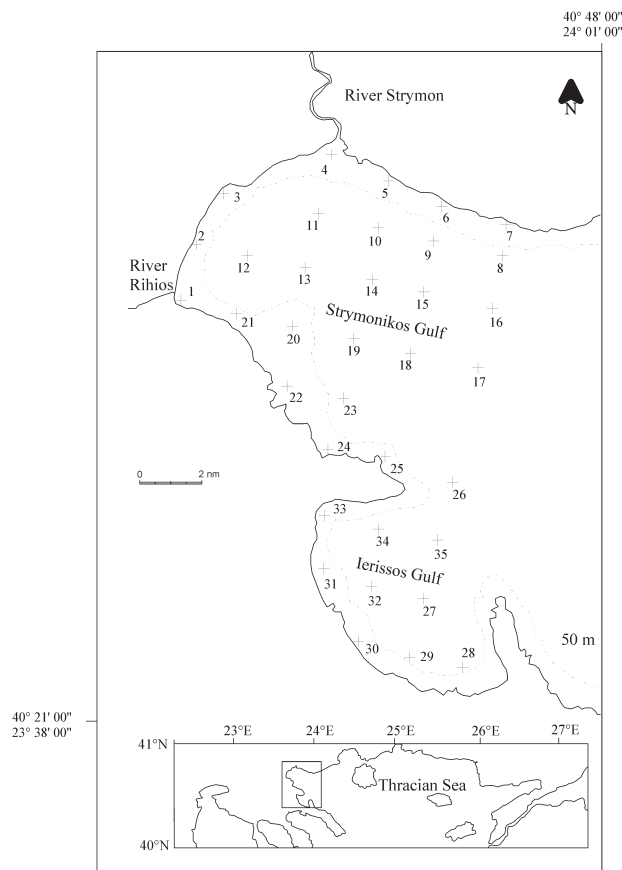 40° 48' 00"
24° 01' 00"
N
River Strymon
4
5
3
6
7
11
10
2
9
8
12
13
River
Rihios
14
15
1
16
21
Strymonikos Gulf
20
19
18
17
22
23
24
25
0
2 nm
26
33
34
35
31
Ierissos Gulf
32
27
30
29
28
50 m
40° 21' 00"
23° 38' 00"
23°E
24°E
25°E
26°E
27°E
41°N
Thracian Sea
40°N